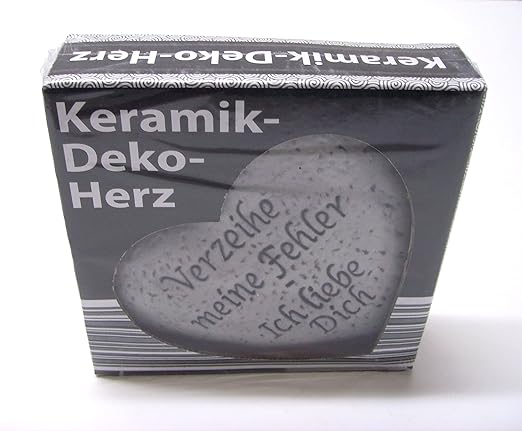 Keramik-Deko-Herz
Keramik-
Deko-
Herz
Verzeihe
meine Fehler
-
Ich liebe
Dich